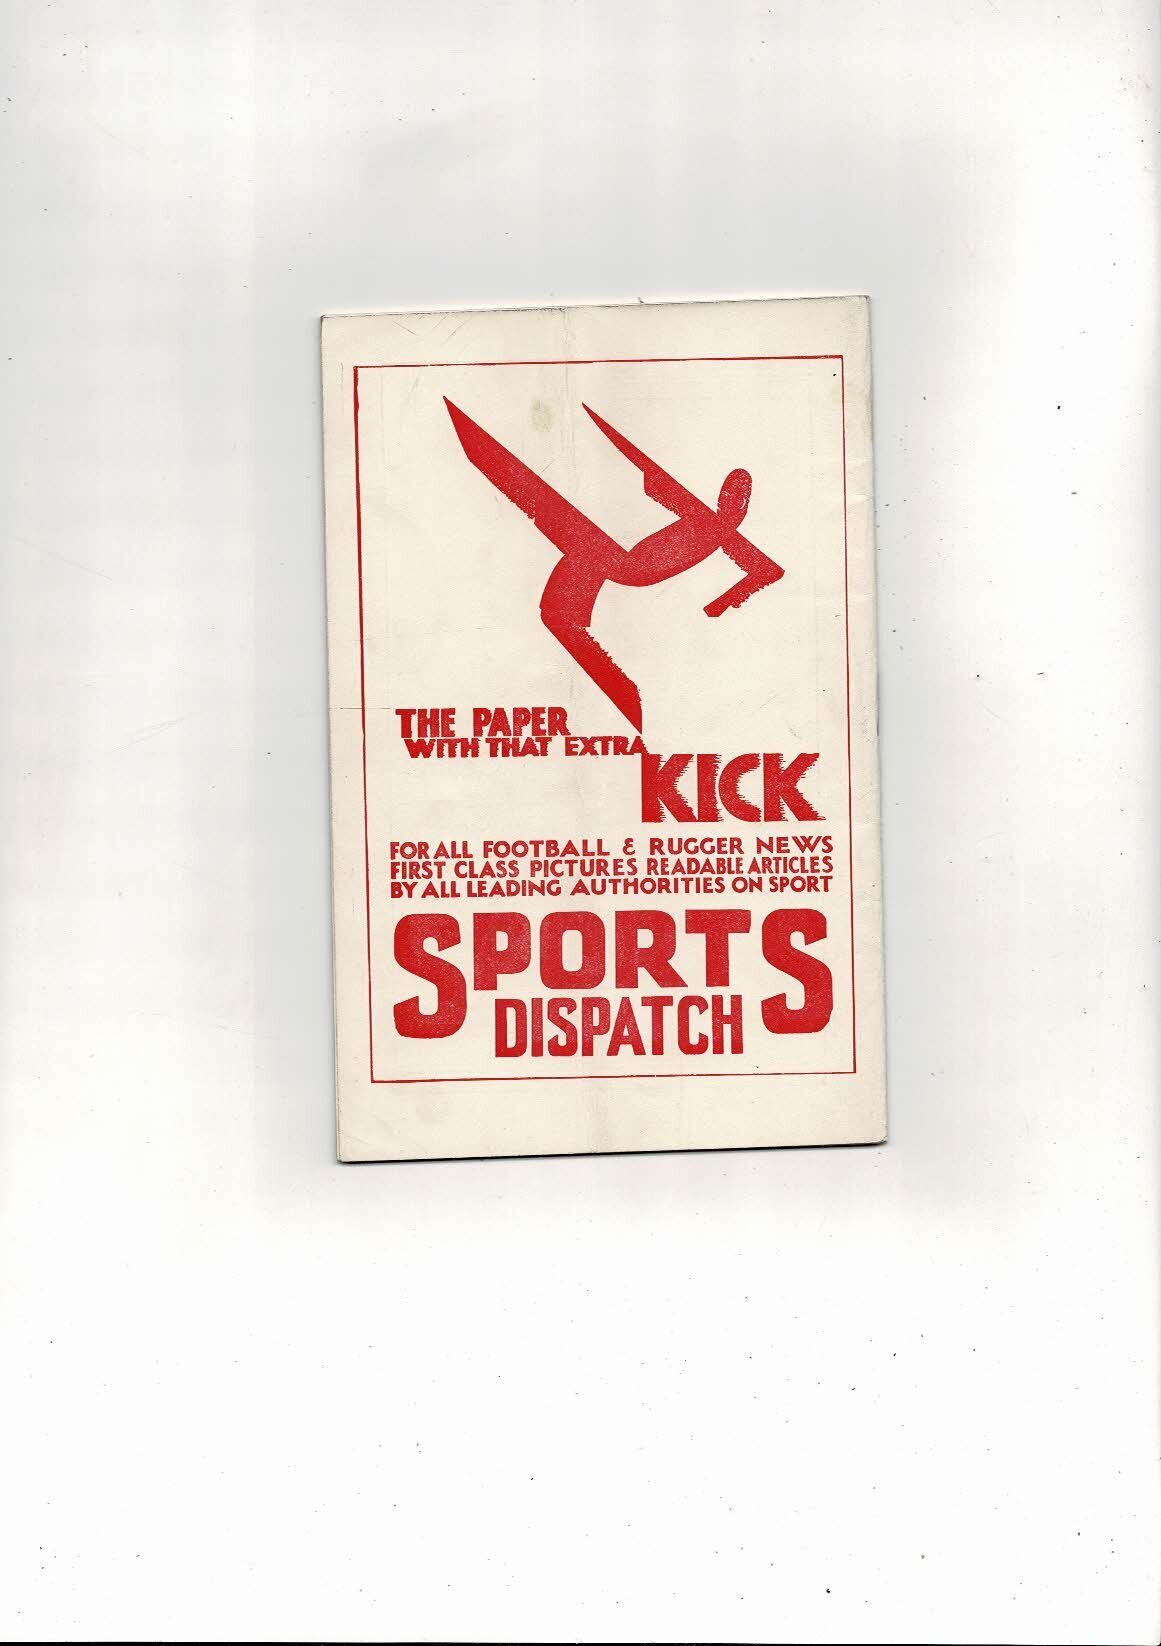 THE PAPER
WITH THAT EXTRA
KICK
FOR ALL FOOTBALL & RUGGER NEWS
FIRST CLASS PICTURES READABLE ARTICLES
BY ALL LEADING AUTHORITIES ON SPORT
SPORTS
DISPATCH